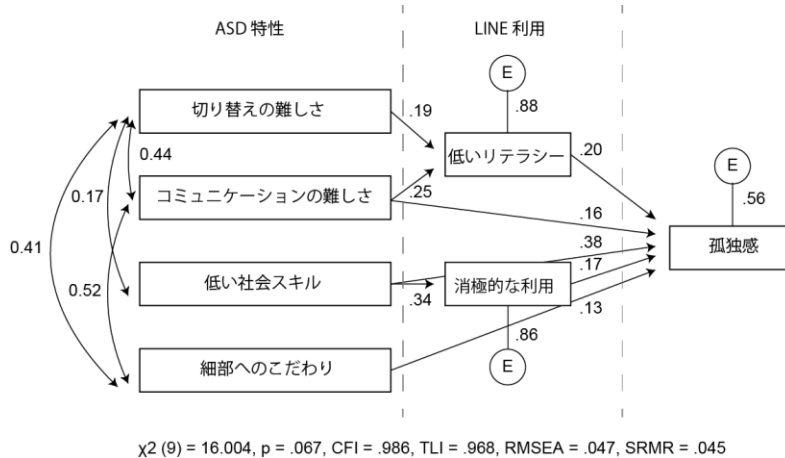 ASD 特性
LINE 利用
E
.88
切り替えの難しさ
.19
低いリテラシー
.20
E
.56
0.44
0.17
コミュニケーションの難しさ
.25
.16
孤独感
0.41
.38
.17
低い社会スキル
.34
消極的な利用
0.52
.13
.86
細部へのこだわり
E
χ2 (9) = 16.004, p = .067, CFI = .986, TLI = .968, RMSEA = .047, SRMR = .045